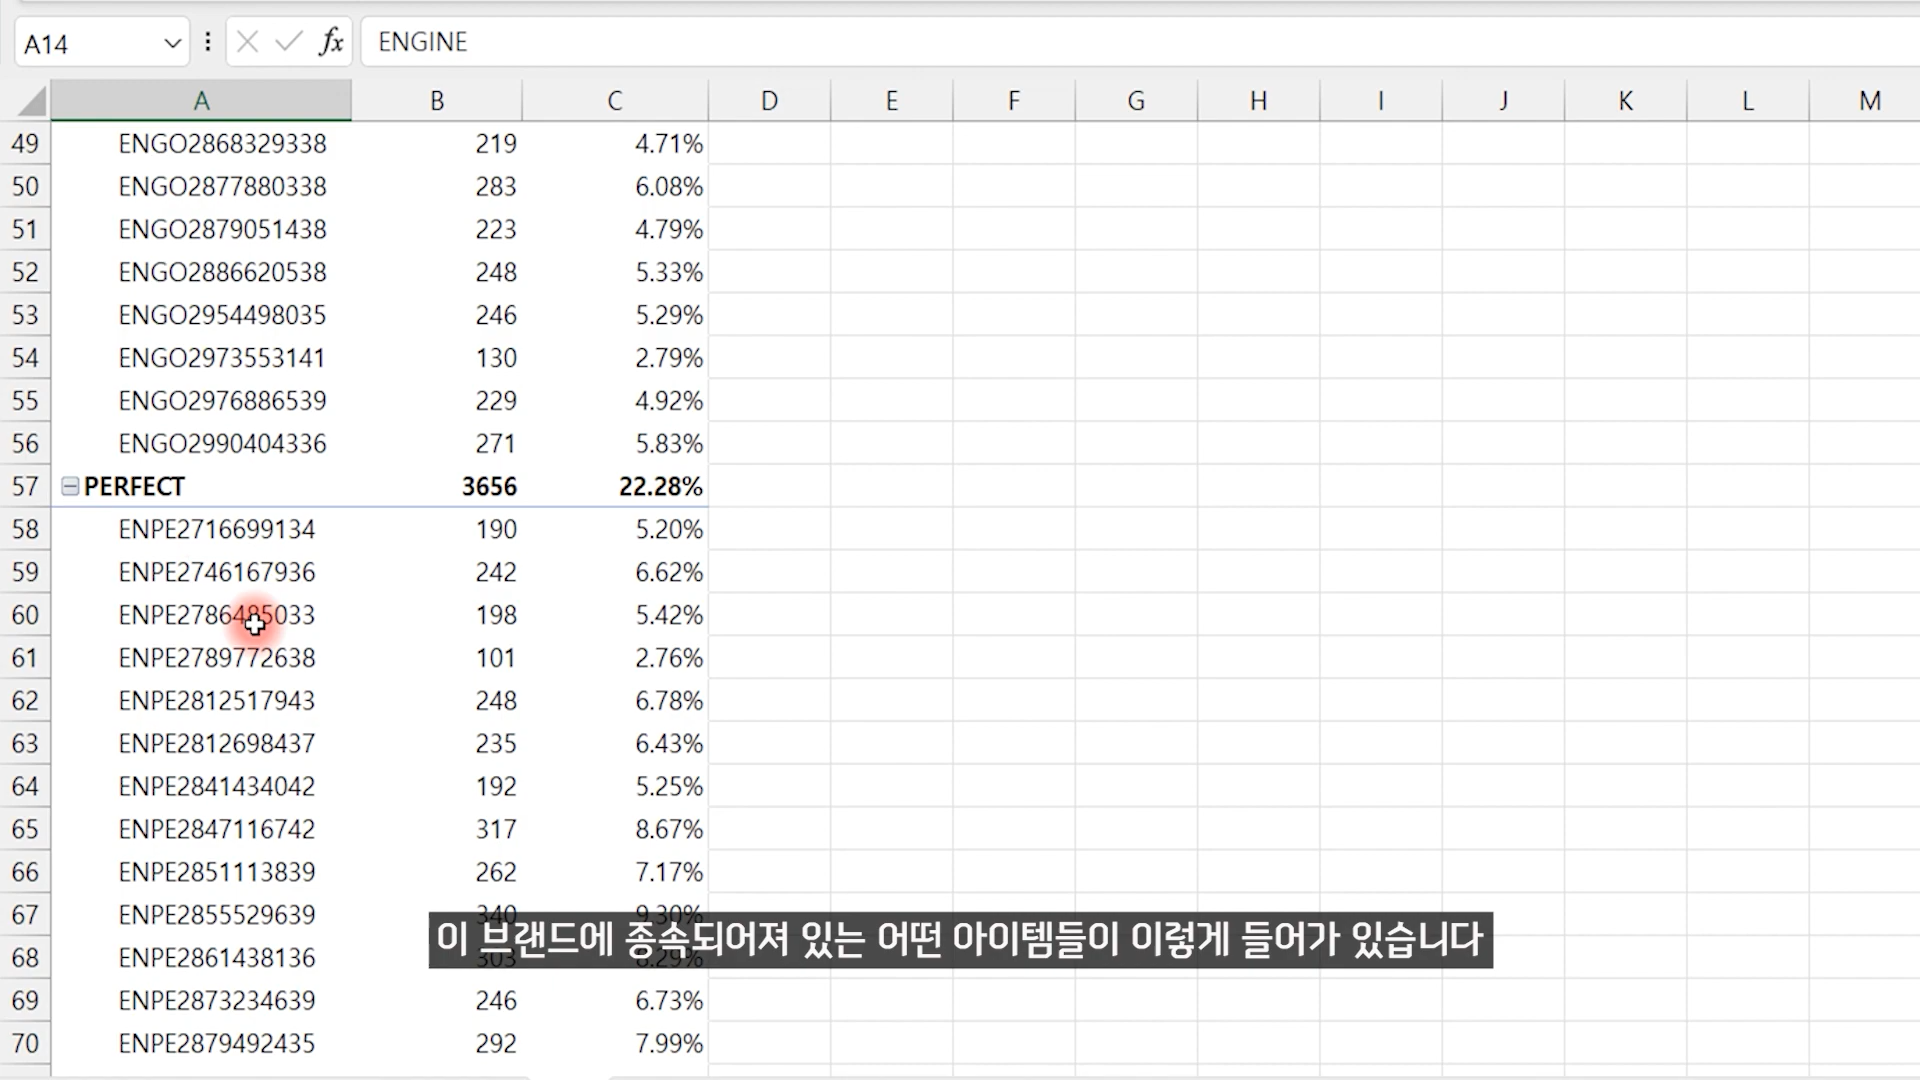 A14 fx ENGINE
A B C D E F G H I J K L M
49 ENGO2868329338 219 4.71%
50 ENGO2877880338 283 6.08%
51 ENGO2879051438 223 4.79%
52 ENGO2886620538 248 5.33%
53 ENGO2954498035 246 5.29%
54 ENGO2973553141 130 2.79%
55 ENGO2976886539 229 4.92%
56 ENGO2990404336 271 5.83%
57 PERFECT 3656 22.28%
58 ENPE2716699134 190 5.20%
59 ENPE2746167936 242 6.62%
60 ENPE2786485033 198 5.42%
61 ENPE2789772638 101 2.76%
62 ENPE2812517943 248 6.78%
63 ENPE2812698437 235 6.43%
64 ENPE2841434042 192 5.25%
65 ENPE2847116742 317 8.67%
66 ENPE2851113839 262 7.17%
67 ENPE2855529639 340 9.30%
이 브랜드에 종속되어져 있는 어떤 아이템들이 이렇게 들어가 있습니다
68 ENPE2861438136 303 8.29%
69 ENPE2873234639 246 6.73%
70 ENPE2879492435 292 7.99%